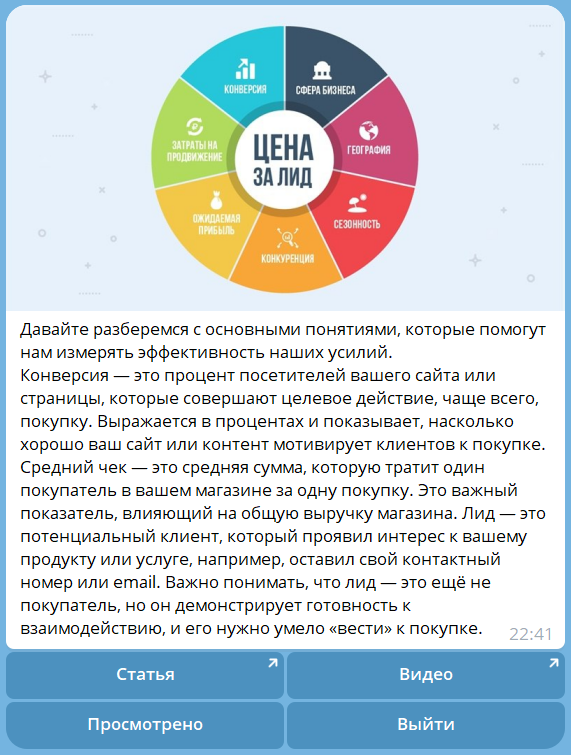 КОНВЕРСИЯ
СФЕРА БИЗНЕСА
ЗАТРАТЫ НА
ПРОДВИЖЕНИЕ
ЦЕНА
ЗА ЛИД
ГЕОГРАФИЯ
ОЖИДАЕМАЯ
ПРИБЫЛЬ
СЕЗОННОСТЬ
КОНКУРЕНЦИЯ
Давайте разберемся с основными понятиями, которые помогут
нам измерять эффективность наших усилий.
Конверсия — это процент посетителей вашего сайта или
страницы, которые совершают целевое действие, чаще всего,
покупку. Выражается в процентах и показывает, насколько
хорошо ваш сайт или контент мотивирует клиентов к покупке.
Средний чек — это средняя сумма, которую тратит один
покупатель в вашем магазине за одну покупку. Это важный
показатель, влияющий на общую выручку магазина. Лид — это
потенциальный клиент, который проявил интерес к вашему
продукту или услуге, например, оставил свой контактный
номер или email. Важно понимать, что лид — это ещё не
покупатель, но он демонстрирует готовность к
взаимодействию, и его нужно умело «вести» к покупке.
22:41
Статья
Видео
Просмотрено
Выйти